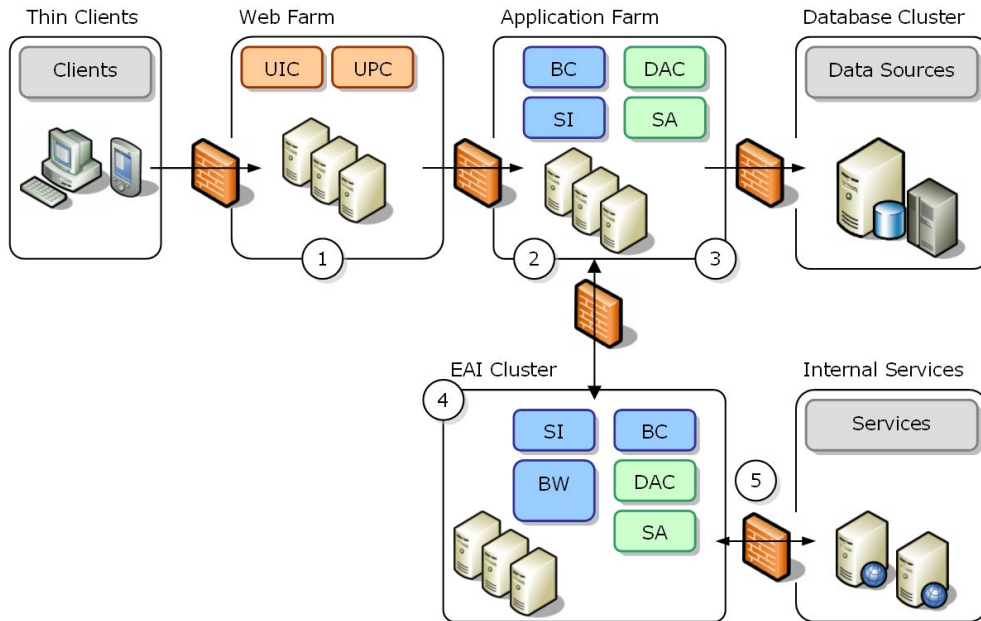 Thin Clients
Web Farm
Application Farm
Database Cluster
Clients
UIC
UPC
BC
DAC
Data Sources
SI
SA
1
2
3
EAI Cluster
Internal Services
4
SI
BC
Services
BW
DAC
5
SA